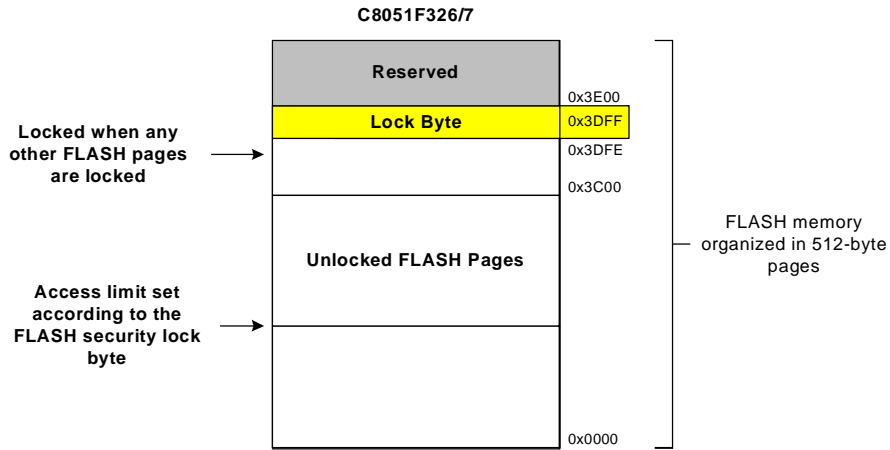 C8051F326/7
Reserved
0x3E00
Lock Byte
0x3DFF
Locked when any
other FLASH pages
are locked
0x3DFE
0x3C00
Unlocked FLASH Pages
FLASH memory
organized in 512-byte
pages
Access limit set
according to the
FLASH security lock
byte
0x0000